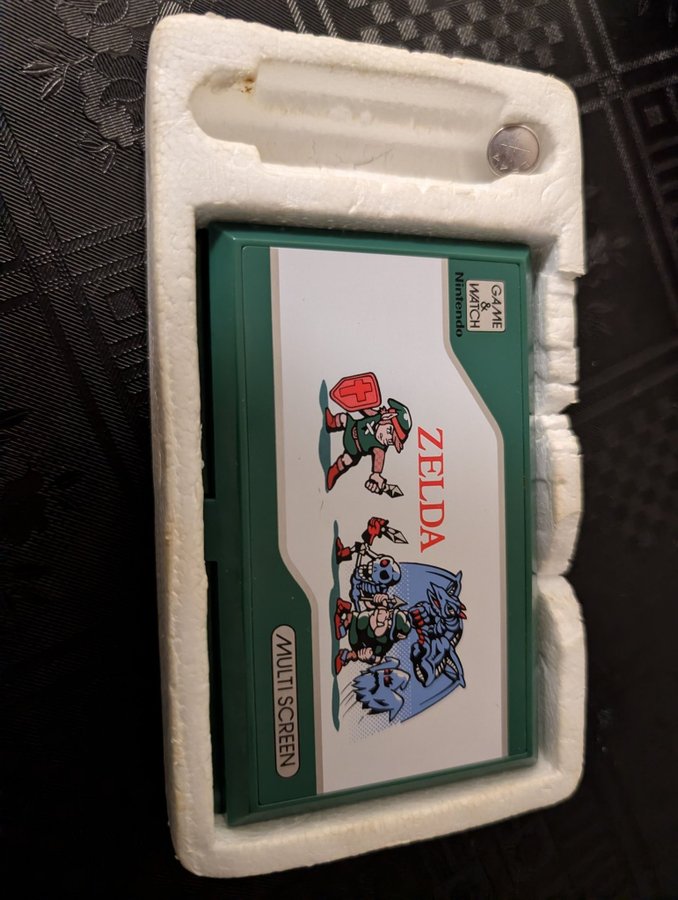 GAME
&
WATCH
Nintendo
ZELDA
MULTI SCREEN